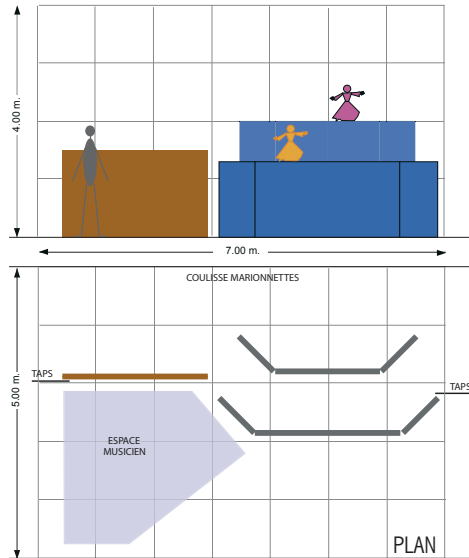 4.00 m.
7.00 m.
COULISSE MARIONNETTES
5.00 m.
TAPS
TAPS
ESPACE
MUSICIEN
PLAN